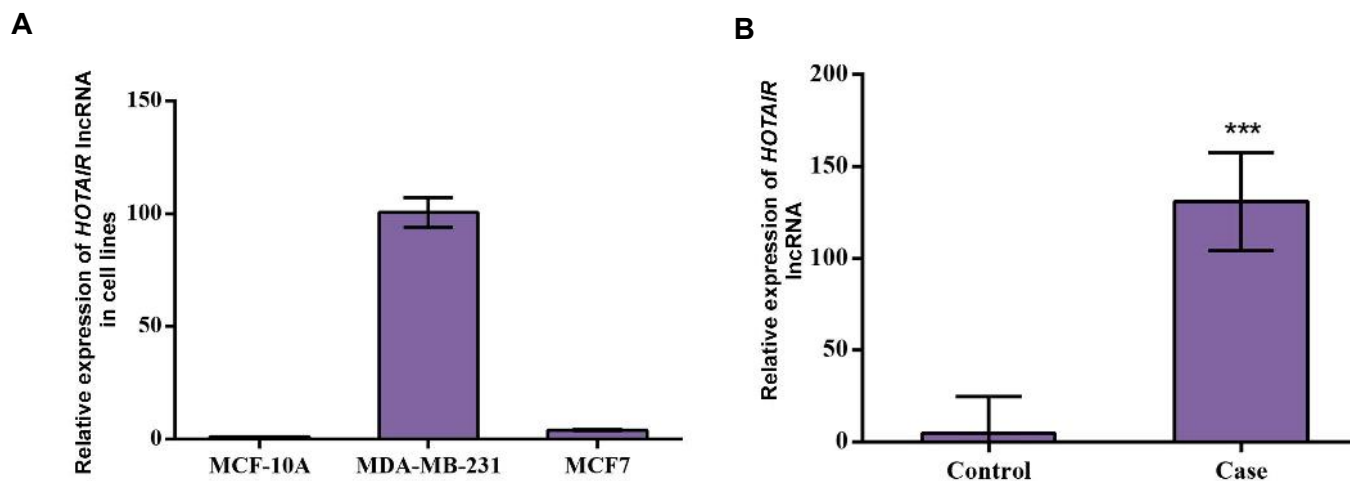 A
Relative expression of HOTAIR lncRNA
in cell lines
150
100
50
0
MCF-10A
MDA-MB-231
MCF7
B
Relative expression of HOTAIR
lncRNA
200
150
100
50
0
***
Control
Case